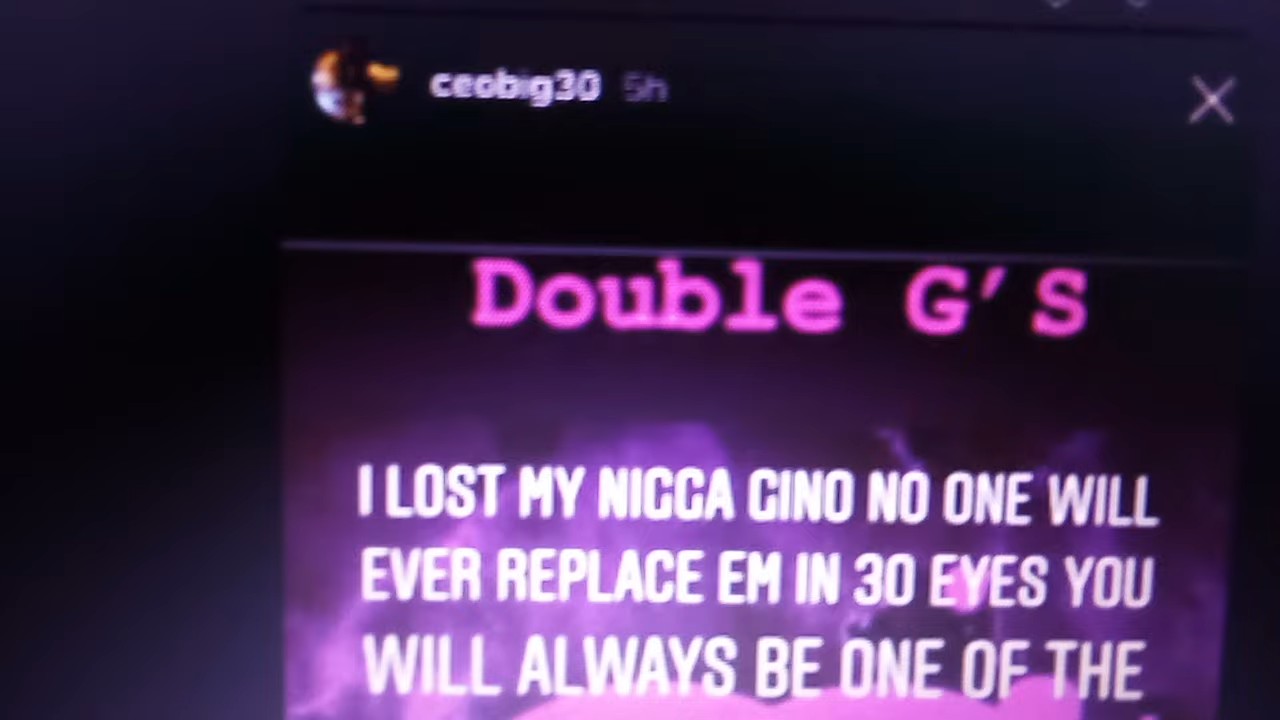 ceobig30 5h
Double G'S
I LOST MY NIGGA GINO NO ONE WILL
EVER REPLACE EM IN 30 EYES YOU
WILL ALWAYS BE ONE OF THE